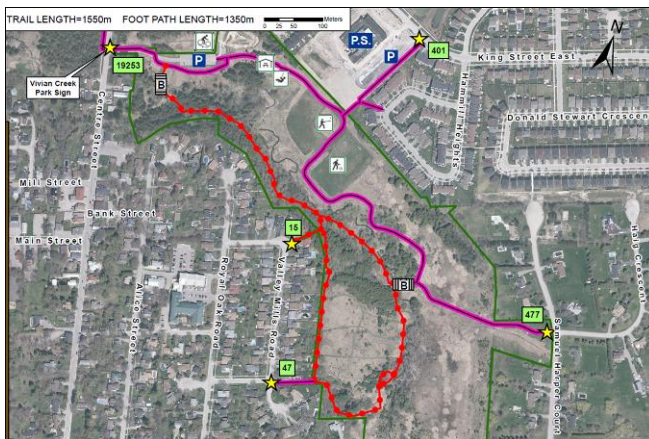 TRAIL LENGTH=1550m FOOT PATH LENGTH=1350m
0 50 100
Meters
N
P.S.
P
401
King Street East
19253
P
Vivian Creek
Park Sign
B
Hammill Heights
Donald Stewart Crescent
Centre Street
Mill Street
Bank Street
Main Street
15
Haig Crescent
Alice Street
Royal Oak Road
Valley Mills Road
B
477
Samuel Harper Court
47